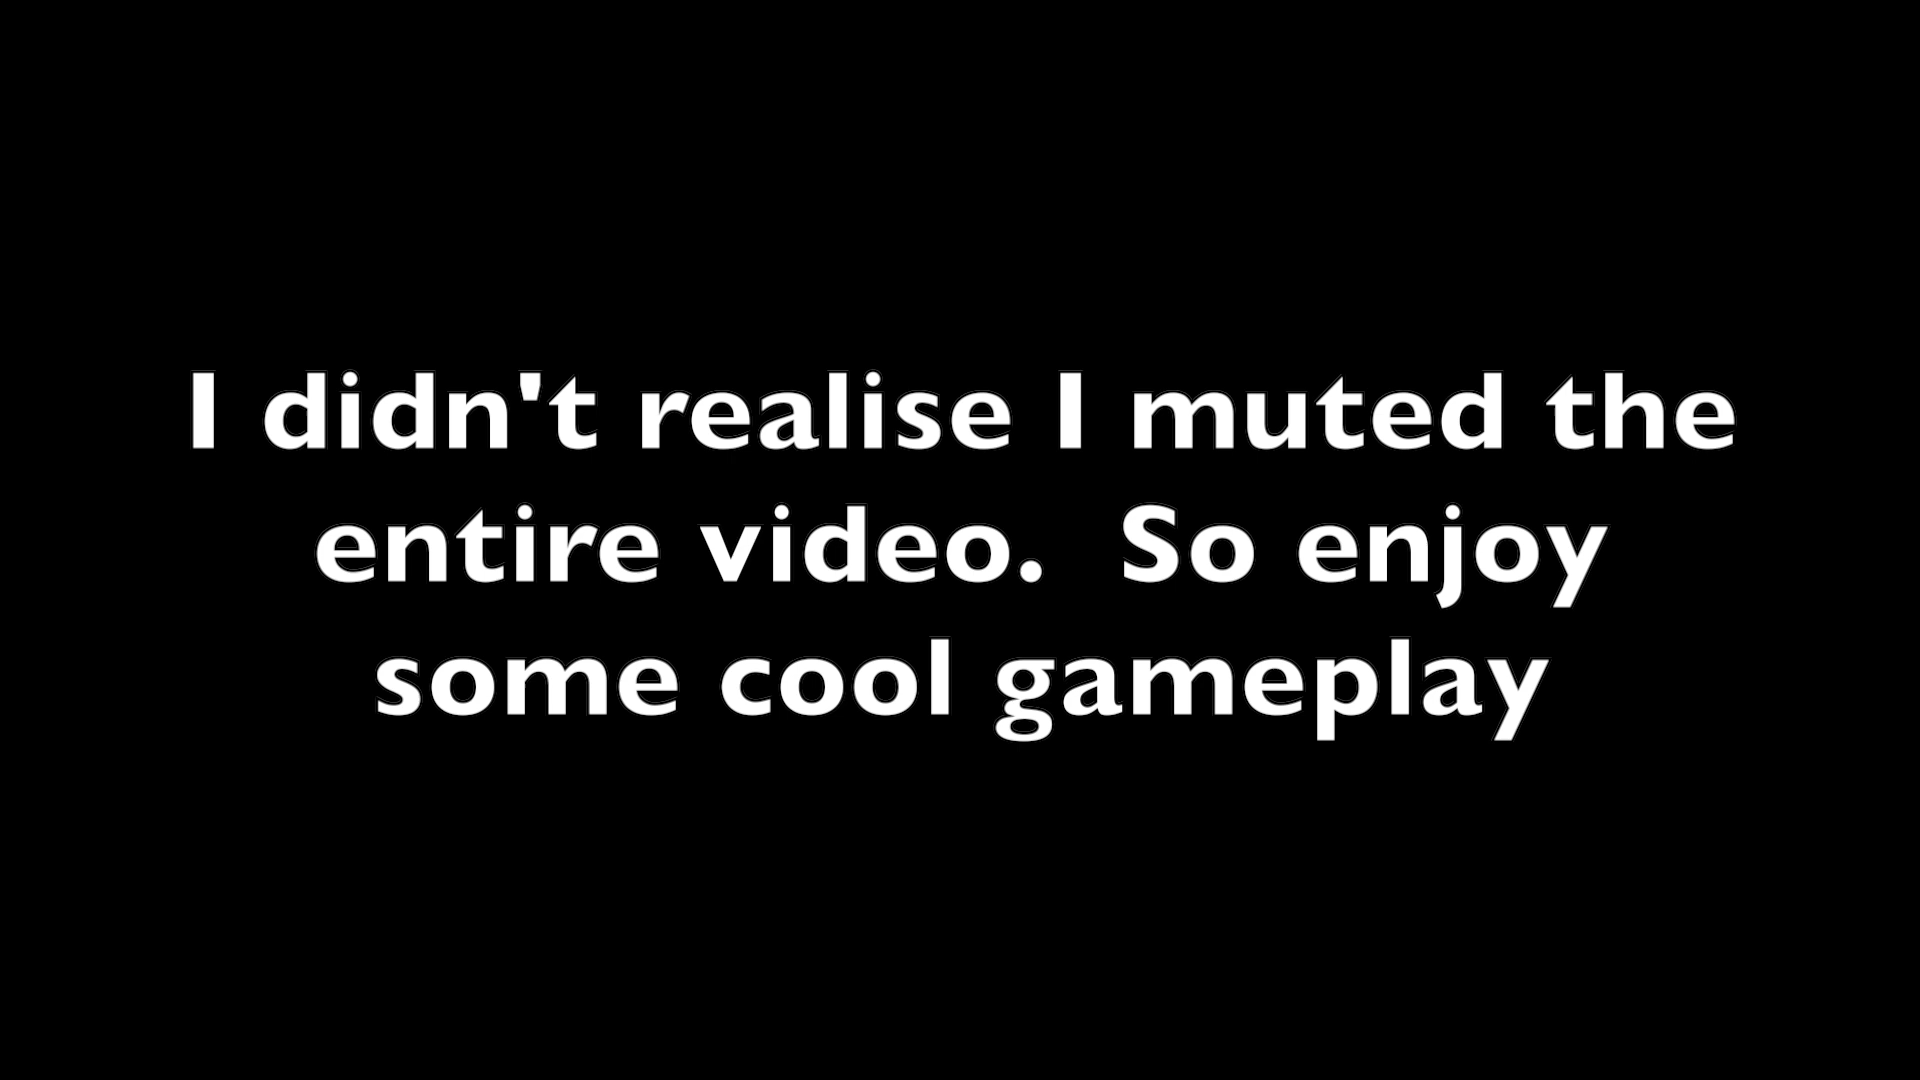 I didn't realise I muted the
entire video.  So enjoy
some cool gameplay